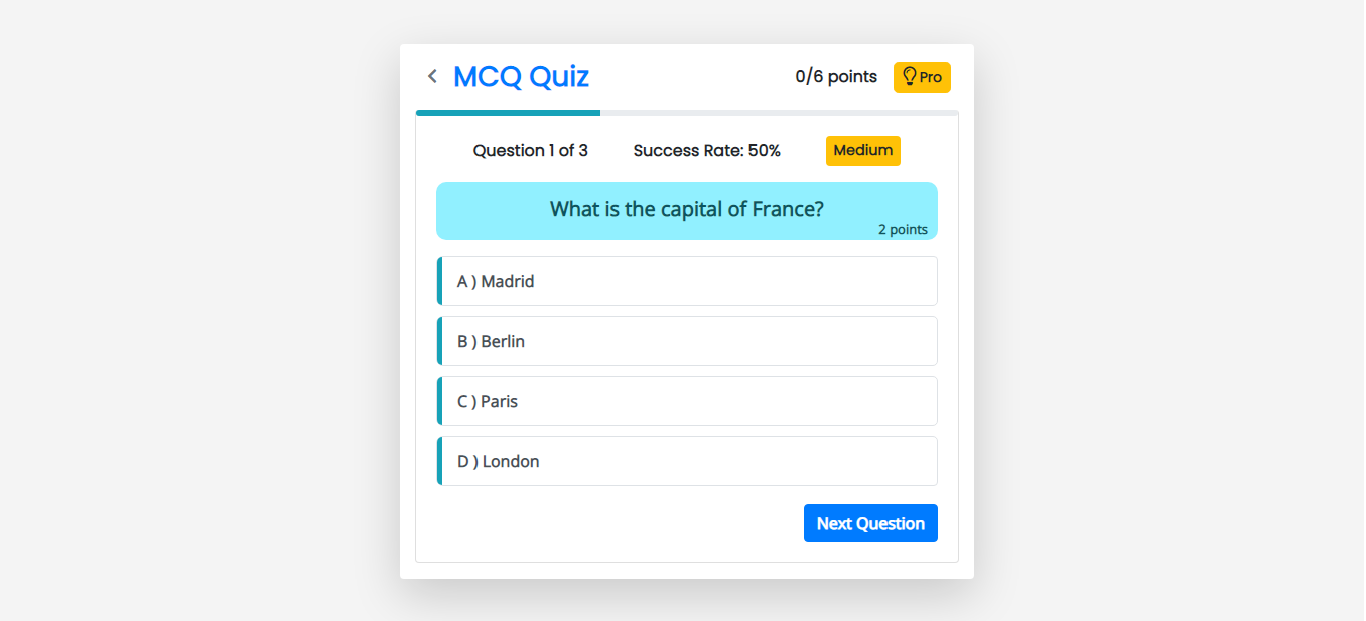 MCQ Quiz 0/6 points Pro
Question 1 of 3 Success Rate: 50% Medium
What is the capital of France?
2 points
A ) Madrid
B ) Berlin
C ) Paris
D ) London
Next Question